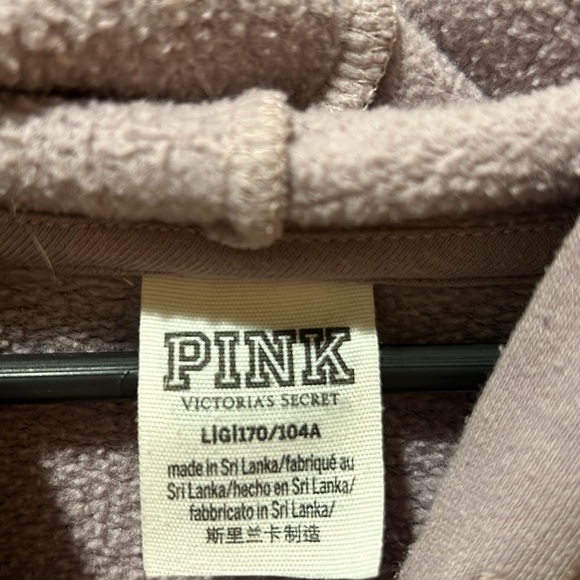 PINK
VICTORIA'S SECRET
L|G|170/104A
made in Sri Lanka/fabriqué au
Sri Lanka/hecho en Sri Lanka/
fabbricato in Sri Lanka/
斯里兰卡制造